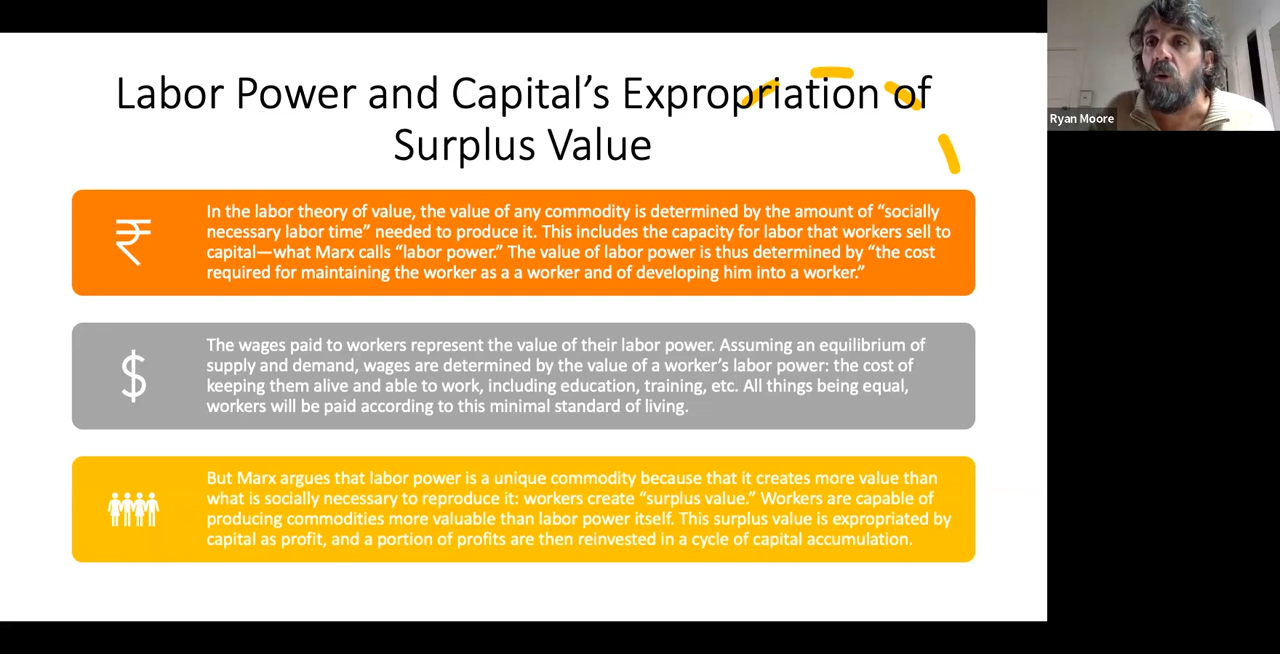 Labor Power and Capital’s Expropriation of
Surplus Value
₹
In the labor theory of value, the value of any commodity is determined by the amount of “socially
necessary labor time” needed to produce it. This includes the capacity for labor that workers sell to
capital—what Marx calls “labor power.” The value of labor power is thus determined by “the cost
required for maintaining the worker as a a worker and of developing him into a worker.”
$
The wages paid to workers represent the value of their labor power. Assuming an equilibrium of
supply and demand, wages are determined by the value of a worker’s labor power: the cost of
keeping them alive and able to work, including education, training, etc. All things being equal,
workers will be paid according to this minimal standard of living.
But Marx argues that labor power is a unique commodity because that it creates more value than
what is socially necessary to reproduce it: workers create “surplus value.” Workers are capable of
producing commodities more valuable than labor power itself. This surplus value is expropriated by
capital as profit, and a portion of profits are then reinvested in a cycle of capital accumulation.
Ryan Moore